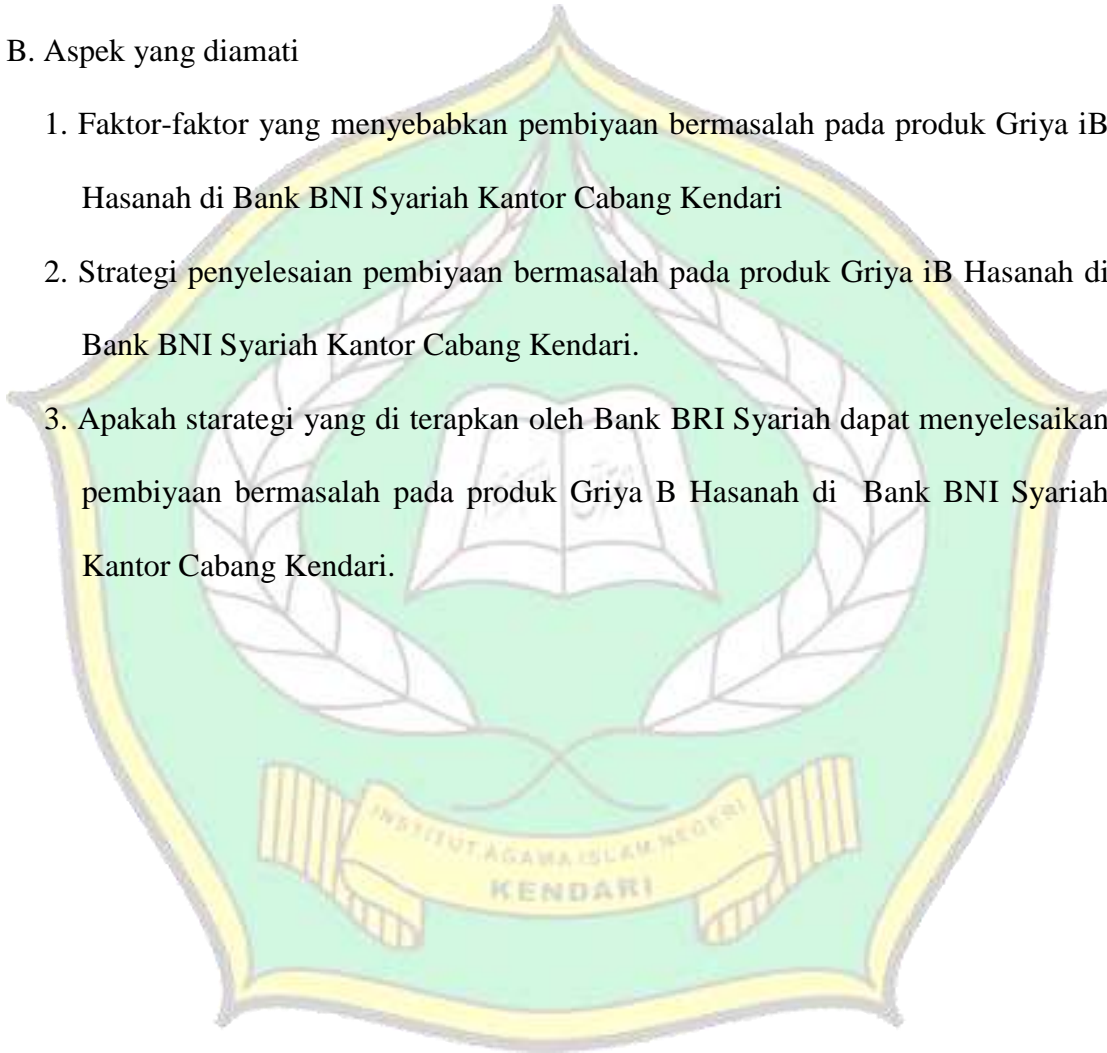 B. Aspek yang diamati
1. Faktor-faktor yang menyebabkan pembiyaan bermasalah pada produk Griya iB
Hasanah di Bank BNI Syariah Kantor Cabang Kendari
2. Strategi penyelesaian pembiyaan bermasalah pada produk Griya iB Hasanah di
Bank BNI Syariah Kantor Cabang Kendari.
3. Apakah starategi yang di terapkan oleh Bank BRI Syariah dapat menyelesaikan
pembiyaan bermasalah pada produk Griya B Hasanah di Bank BNI Syariah
Kantor Cabang Kendari.
INSTITUT AGAMA ISLAM NEGERI
KENDARI